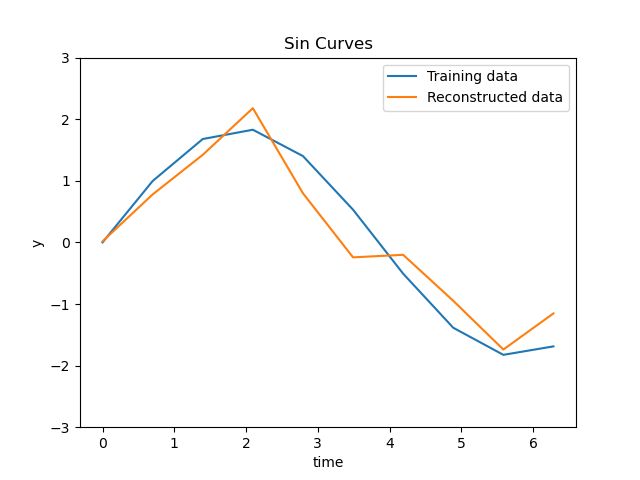 Sin Curves
Training data
Reconstructed data
3
2
1
0
−1
−2
−3
y
0 1 2 3 4 5 6
time